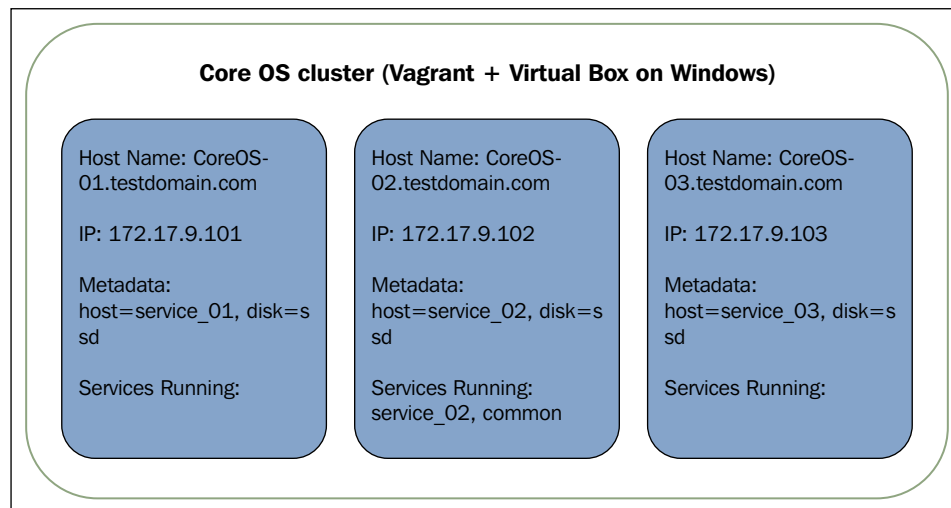 Core OS cluster (Vagrant + Virtual Box on Windows)
Host Name: CoreOS-
01.testdomain.com
IP: 172.17.9.101
Metadata:
host=service_01, disk=s
sd
Services Running:
Host Name: CoreOS-
02.testdomain.com
IP: 172.17.9.102
Metadata:
host=service_02, disk=s
sd
Services Running:
service_02, common
Host Name: CoreOS-
03.testdomain.com
IP: 172.17.9.103
Metadata:
host=service_03, disk=s
sd
Services Running: